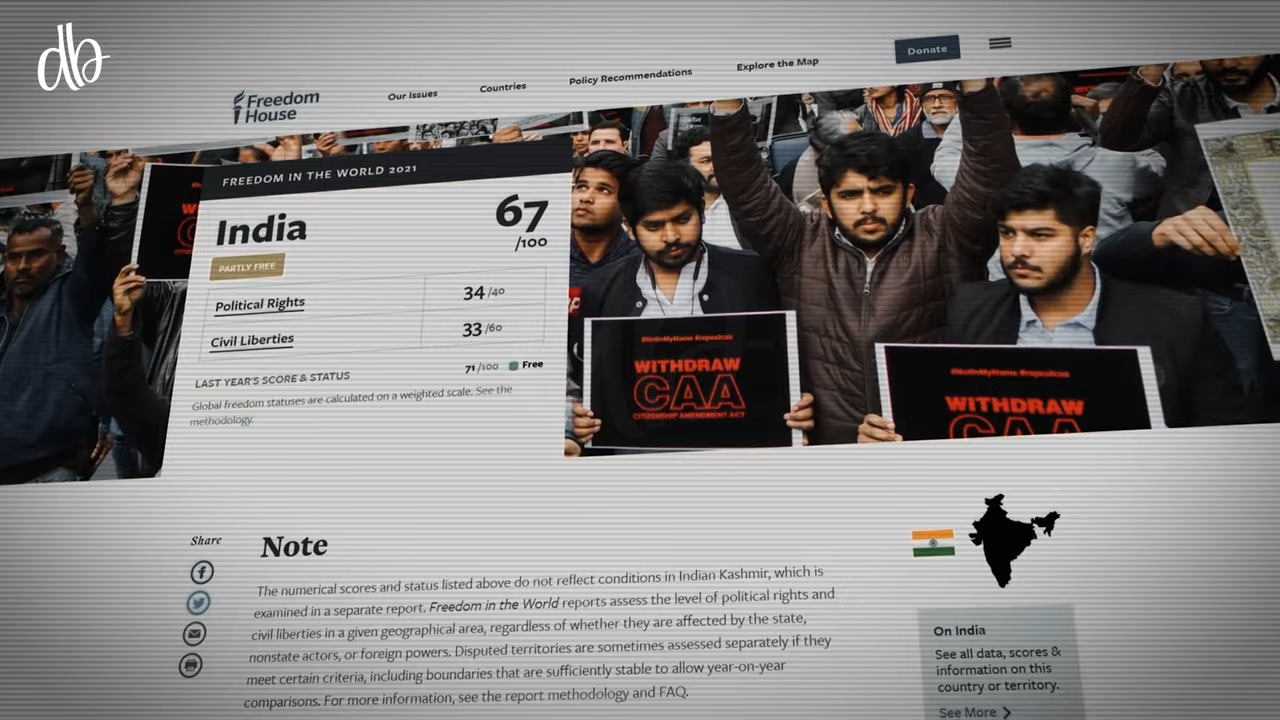 db
Donate
Freedom
House
Our Issues
Countries
Policy Recommendations
Explore the Map
FREEDOM IN THE WORLD 2021
India
67
/100
PARTLY FREE
Political Rights
34 /40
Civil Liberties
33 /60
LAST YEAR'S SCORE & STATUS
71 /100 Free
Global freedom statuses are calculated on a weighted scale. See the
methodology.
#NotInMyName #repealcaa
WITHDRAW
CAA
CITIZENSHIP AMENDMENT ACT
#NotInMyName #repealcaa
WITHDRAW
CAA
Share
Note
The numerical scores and status listed above do not reflect conditions in Indian Kashmir, which is
examined in a separate report. Freedom in the World reports assess the level of political rights and
civil liberties in a given geographical area, regardless of whether they are affected by the state,
nonstate actors, or foreign powers. Disputed territories are sometimes assessed separately if they
meet certain criteria, including boundaries that are sufficiently stable to allow year-on-year
comparisons. For more information, see the report methodology and FAQ.
On India
See all data, scores &
information on this
country or territory.
See More